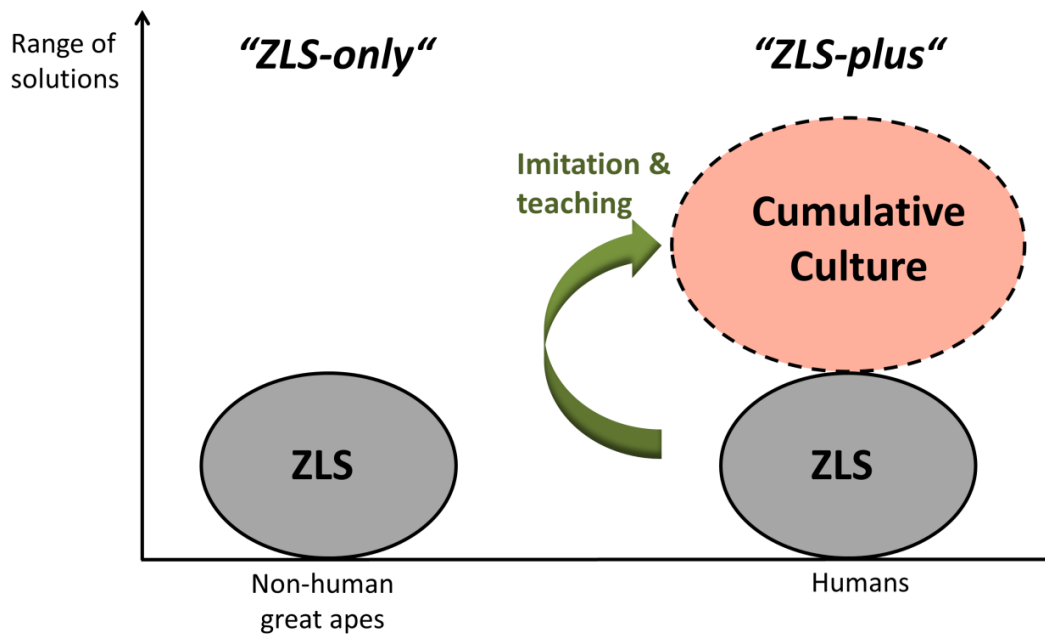 Range of
solutions
“ZLS-only“
“ZLS-plus“
Imitation &
teaching
Cumulative
Culture
ZLS
ZLS
Non-human
great apes
Humans